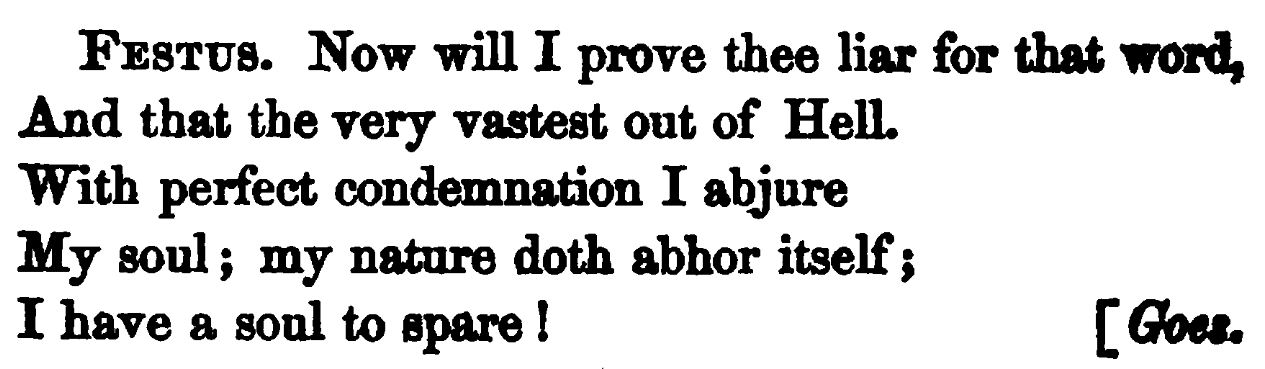 FESTUS. Now will I prove thee liar for that word,
And that the very vastest out of Hell.
With perfect condemnation I abjure
My soul; my nature doth abhor itself;
I have a soul to spare! [Goes.